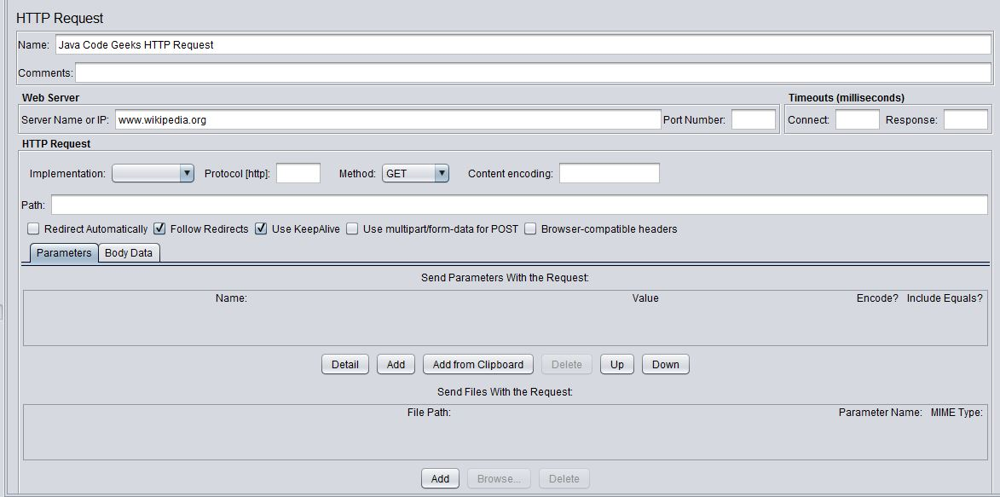 HTTP Request
Name: Java Code Geeks HTTP Request
Comments:
Web Server Timeouts (milliseconds)
Server Name or IP: www.wikipedia.org Port Number: Connect: Response:
HTTP Request
Implementation: Protocol [http]: Method: GET Content encoding:
Path:
Redirect Automatically Follow Redirects Use KeepAlive Use multipart/form-data for POST Browser-compatible headers
Parameters Body Data
Send Parameters With the Request:
Name: Value Encode? Include Equals?
Detail Add Add from Clipboard Delete Up Down
Send Files With the Request:
File Path: Parameter Name: MIME Type:
Add Browse... Delete